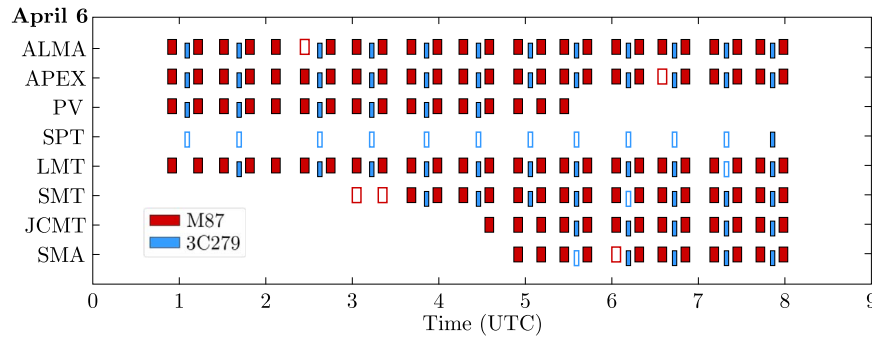 April 6
ALMA
APEX
PV
SPT
LMT
SMT
JCMT
SMA
M87
3C279
0 1 2 3 4 5 6 7 8 9
Time (UTC)